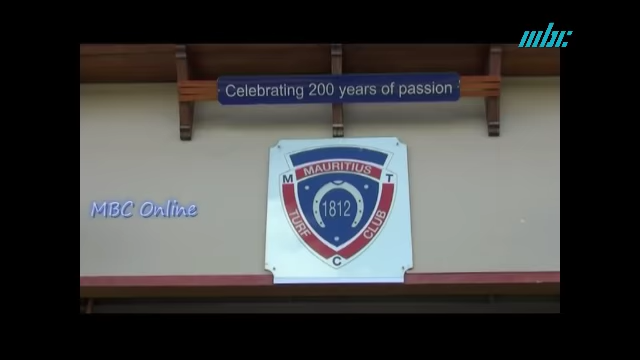 mbc
Celebrating 200 years of passion
MAURITIUS
M T
1812
TURF CLUB
C
MBC Online